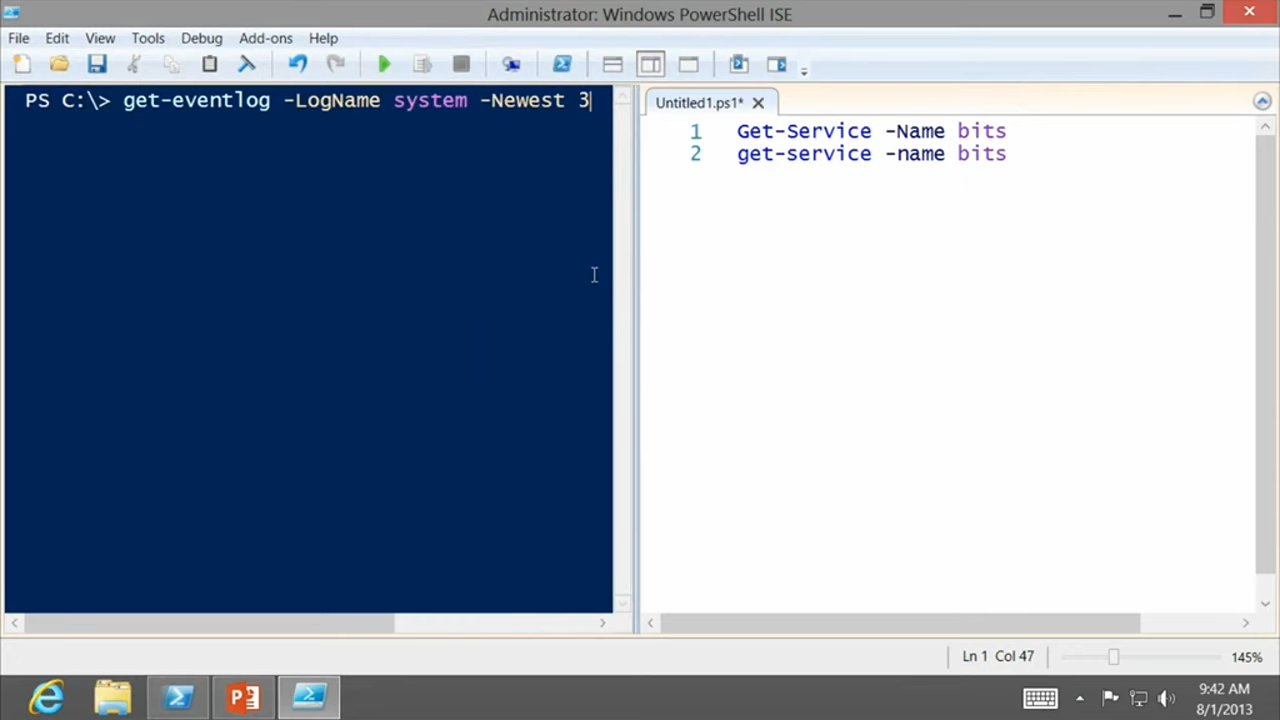 Administrator: Windows PowerShell ISE
File Edit View Tools Debug Add-ons Help
PS C:\> get-eventlog -LogName system -Newest 3
Untitled1.ps1*
1 Get-Service -Name bits
2 get-service -name bits
Ln 1 Col 47
145%
9:42 AM
8/1/2013